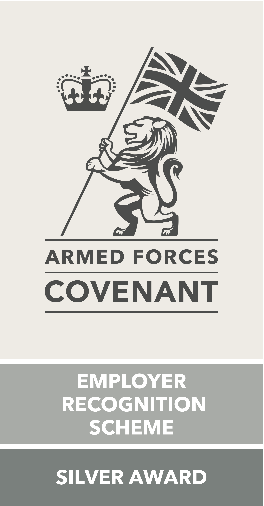 ARMED FORCES
COVENANT
EMPLOYER
RECOGNITION
SCHEME
SILVER AWARD